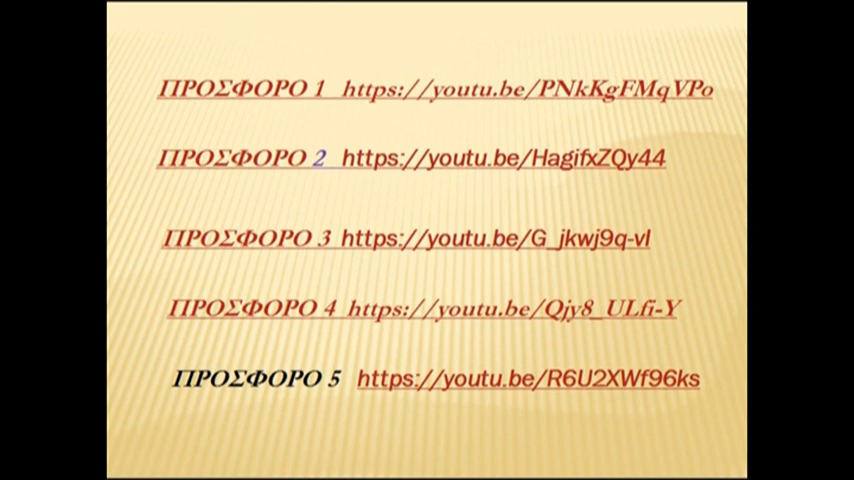 ΠΡΟΣΦΟΡΟ 1 https://youtu.be/PNkKgFMqVPo
ΠΡΟΣΦΟΡΟ 2 https://youtu.be/HagifxZQy44
ΠΡΟΣΦΟΡΟ 3 https://youtu.be/G_jkwj9q-vI
ΠΡΟΣΦΟΡΟ 4 https://youtu.be/Qjy8_ULfi-Y
ΠΡΟΣΦΟΡΟ 5 https://youtu.be/R6U2XWf96ks